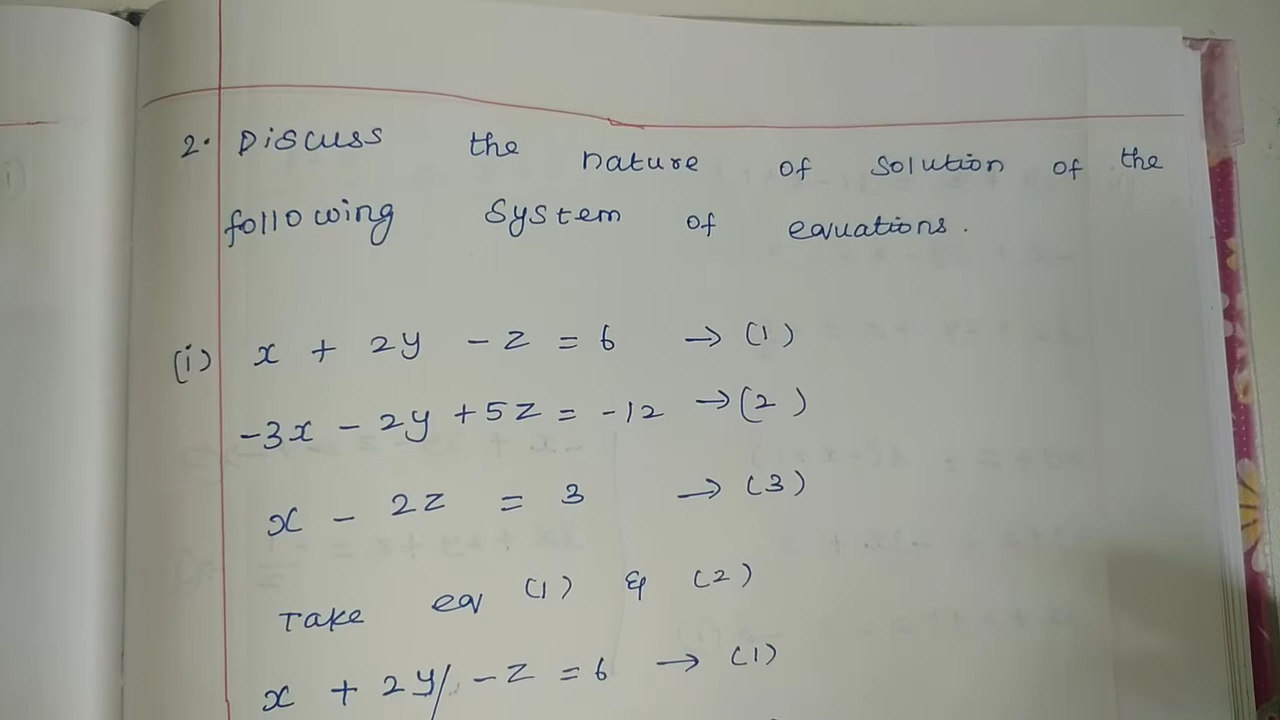 2. Discuss the nature of solution of the
following system of equations.
(i) x + 2y - z = 6 → (1)
-3x - 2y + 5z = -12 → (2)
x - 2z = 3 → (3)
Take eq (1) & (2)
x + 2y - z = 6 → (1)